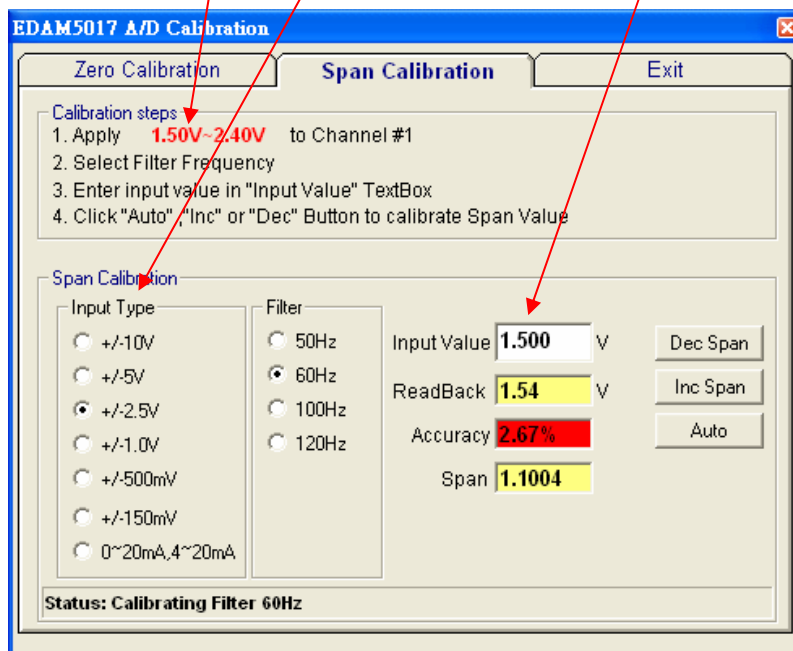 EDAM5017 A/D Calibration
Zero Calibration
Span Calibration
Exit
Calibration steps
1. Apply 1.50V~2.40V to Channel #1
2. Select Filter Frequency
3. Enter input value in "Input Value" TextBox
4. Click "Auto" ,"Inc" or "Dec" Button to calibrate Span Value
Span Calibration
Input Type
+/-10V
+/-5V
+/-2.5V
+/-1.0V
+/-500mV
+/-150mV
0~20mA,4~20mA
Filter
50Hz
60Hz
100Hz
120Hz
Input Value 1.500 V
ReadBack 1.54 V
Accuracy 2.67%
Span 1.1004
Dec Span
Inc Span
Auto
Status: Calibrating Filter 60Hz